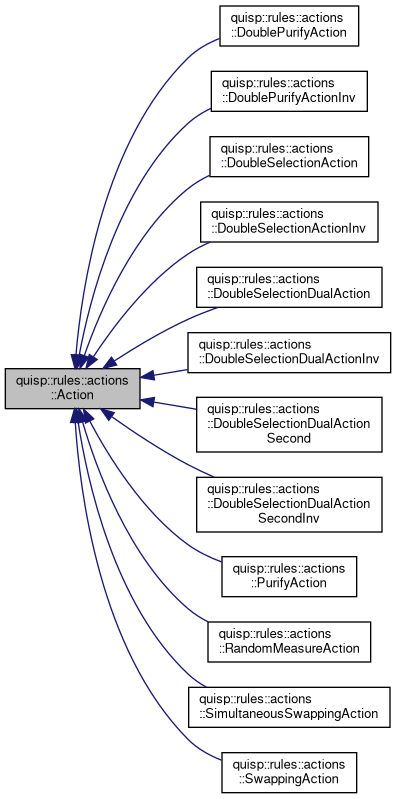 quisp::rules::actions
::DoublePurifyAction
quisp::rules::actions
::DoublePurifyActionInv
quisp::rules::actions
::DoubleSelectionAction
quisp::rules::actions
::DoubleSelectionActionInv
quisp::rules::actions
::DoubleSelectionDualAction
quisp::rules::actions
::DoubleSelectionDualActionInv
quisp::rules::actions
::Action
quisp::rules::actions
::DoubleSelectionDualAction
Second
quisp::rules::actions
::DoubleSelectionDualAction
SecondInv
quisp::rules::actions
::PurifyAction
quisp::rules::actions
::RandomMeasureAction
quisp::rules::actions
::SimultaneousSwappingAction
quisp::rules::actions
::SwappingAction